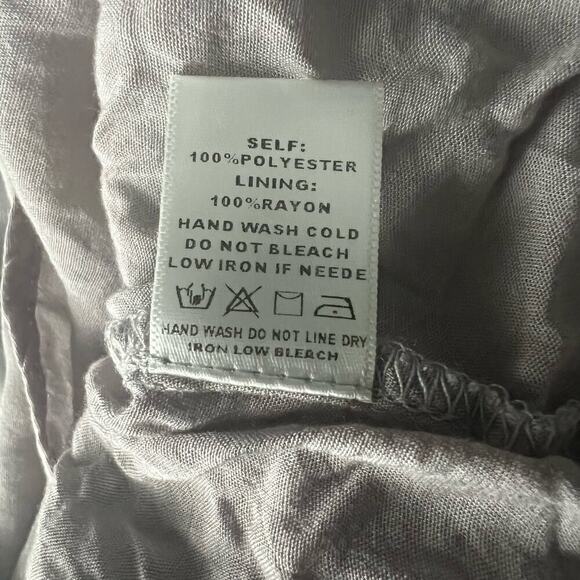 SELF:
100%POLYESTER
LINING:
100%RAYON
HAND WASH COLD
DO NOT BLEACH
LOW IRON IF NEEDE
HAND WASH DO NOT LINE DRY
IRON LOW BLEACH